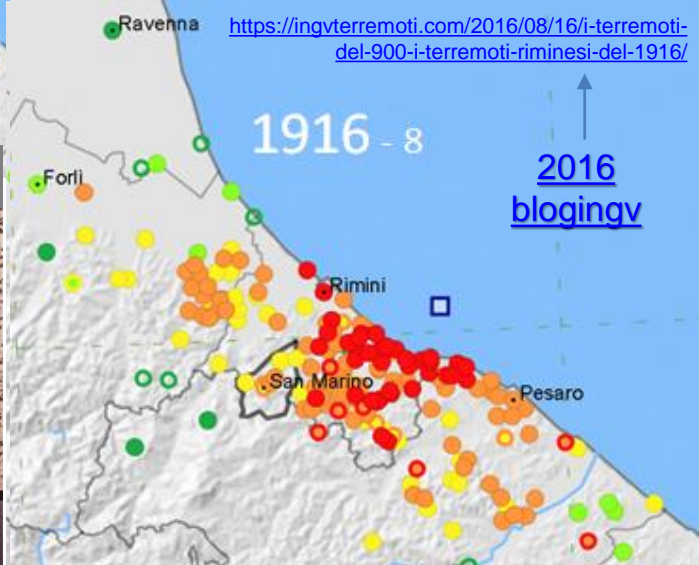 Ravenna
https://ingvterremoti.com/2016/08/16/i-terremoti-
del-900-i-terremoti-riminesi-del-1916/
1916 - 8
2016
blogingv
Forlì
Rimini
San Marino
Pesaro